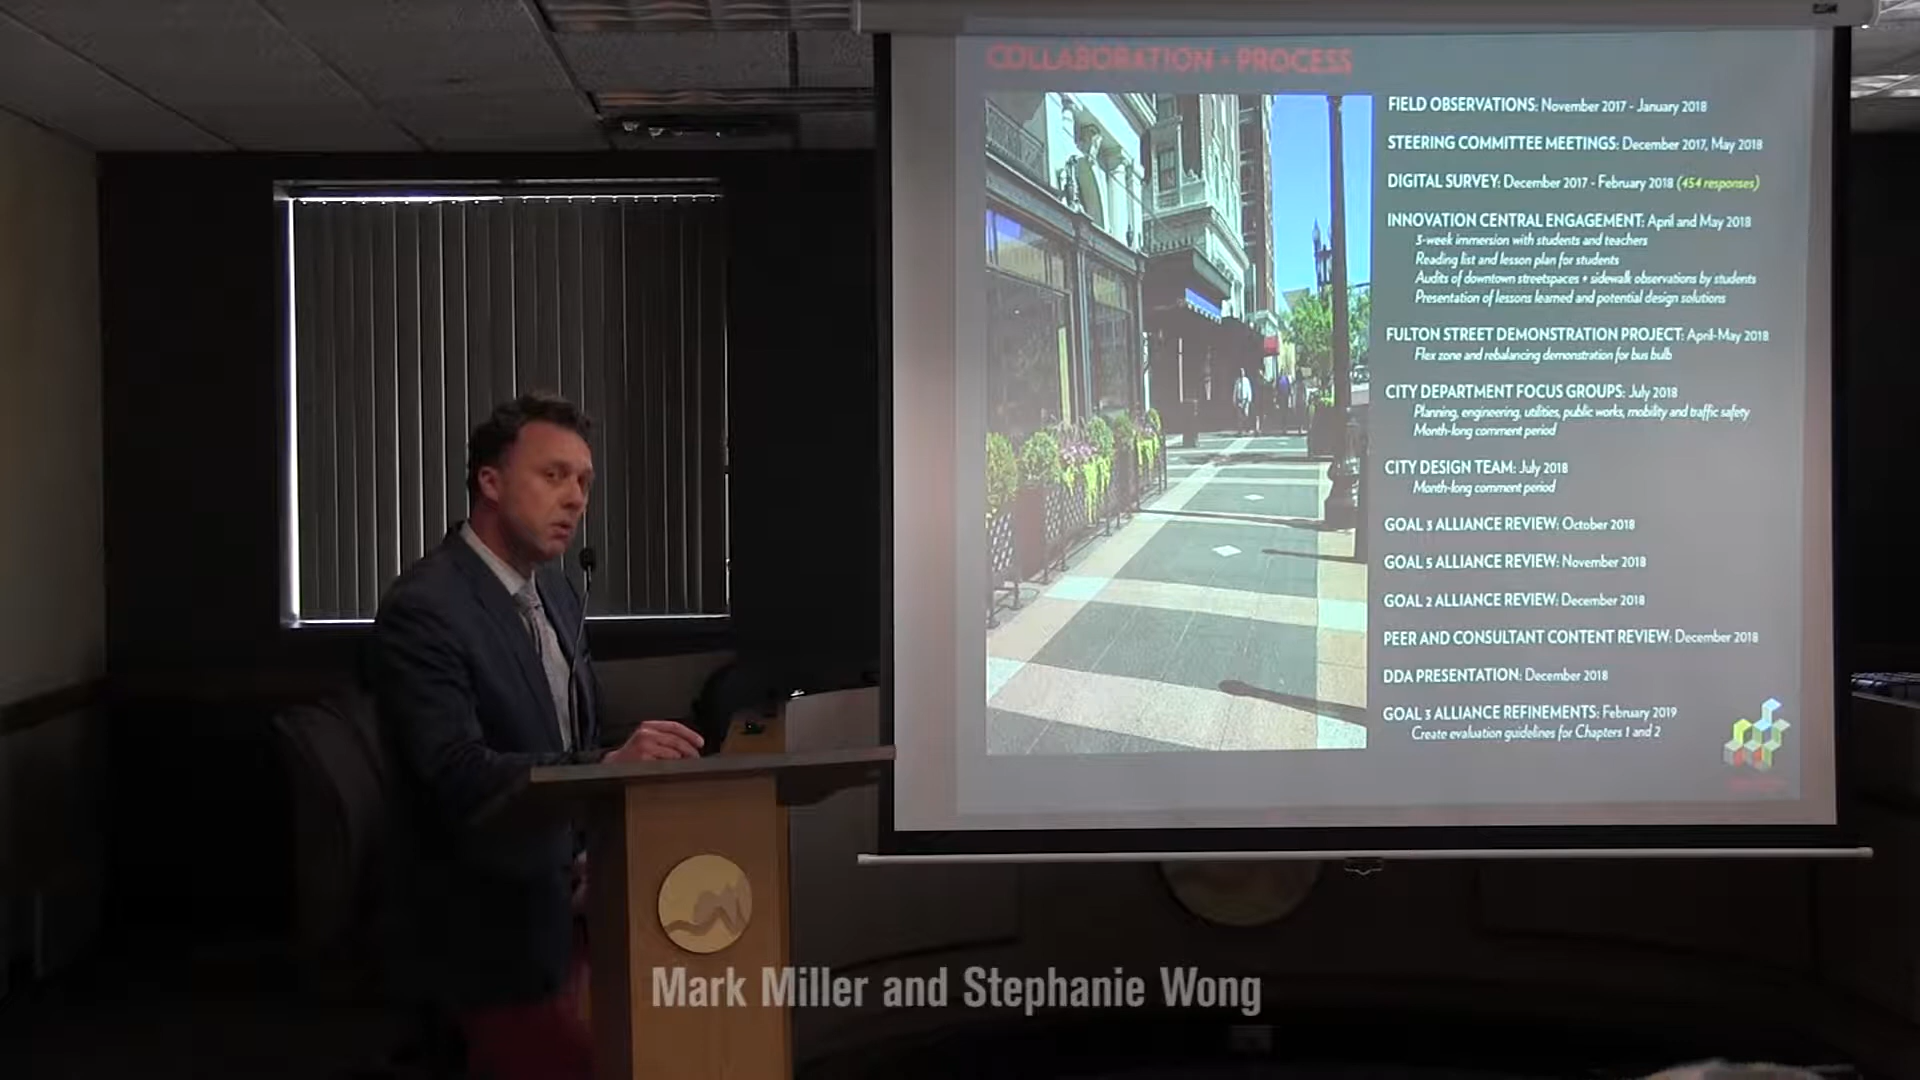 COLLABORATION - PROCESS
FIELD OBSERVATIONS: November 2017 - January 2018
STEERING COMMITTEE MEETINGS: December 2017, May 2018
DIGITAL SURVEY: December 2017 - February 2018 (454 responses)
INNOVATION CENTRAL ENGAGEMENT: April and May 2018
3-week immersion with students and teachers
Reading list and lesson plan for students
Audits of downtown streetspaces + sidewalk observations by students
Presentation of lessons learned and potential design solutions
FULTON STREET DEMONSTRATION PROJECT: April-May 2018
Flex zone and rebalancing demonstration for bus bulb
CITY DEPARTMENT FOCUS GROUPS: July 2018
Planning, engineering, utilities, public works, mobility and traffic safety
Month-long comment period
CITY DESIGN TEAM: July 2018
Month-long comment period
GOAL 3 ALLIANCE REVIEW: October 2018
GOAL 5 ALLIANCE REVIEW: November 2018
GOAL 2 ALLIANCE REVIEW: December 2018
PEER AND CONSULTANT CONTENT REVIEW: December 2018
DDA PRESENTATION: December 2018
GOAL 3 ALLIANCE REFINEMENTS: February 2019
Create evaluation guidelines for Chapters 1 and 2
Mark Miller and Stephanie Wong